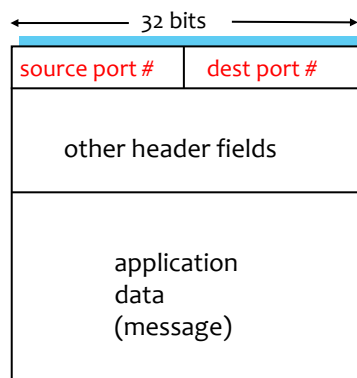 32 bits
source port # dest port #
other header fields
application
data
(message)